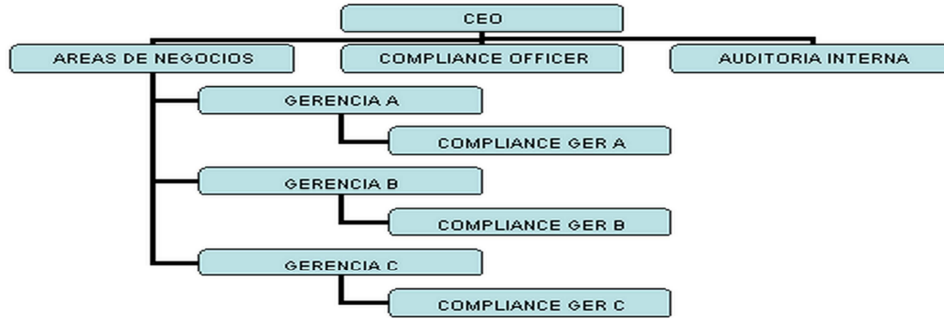 CEO
AREAS DE NEGOCIOS
COMPLIANCE OFFICER
AUDITORIA INTERNA
GERENCIA A
COMPLIANCE GER A
GERENCIA B
COMPLIANCE GER B
GERENCIA C
COMPLIANCE GER C